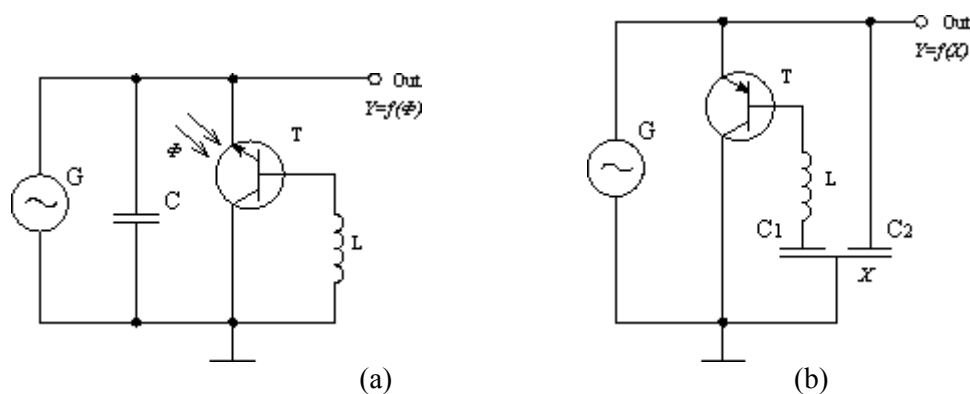 Out
Y=f(Φ)
Φ
T
G
C
L
(a)
Out
Y=f(X)
T
G
L
C1
C2
X
(b)